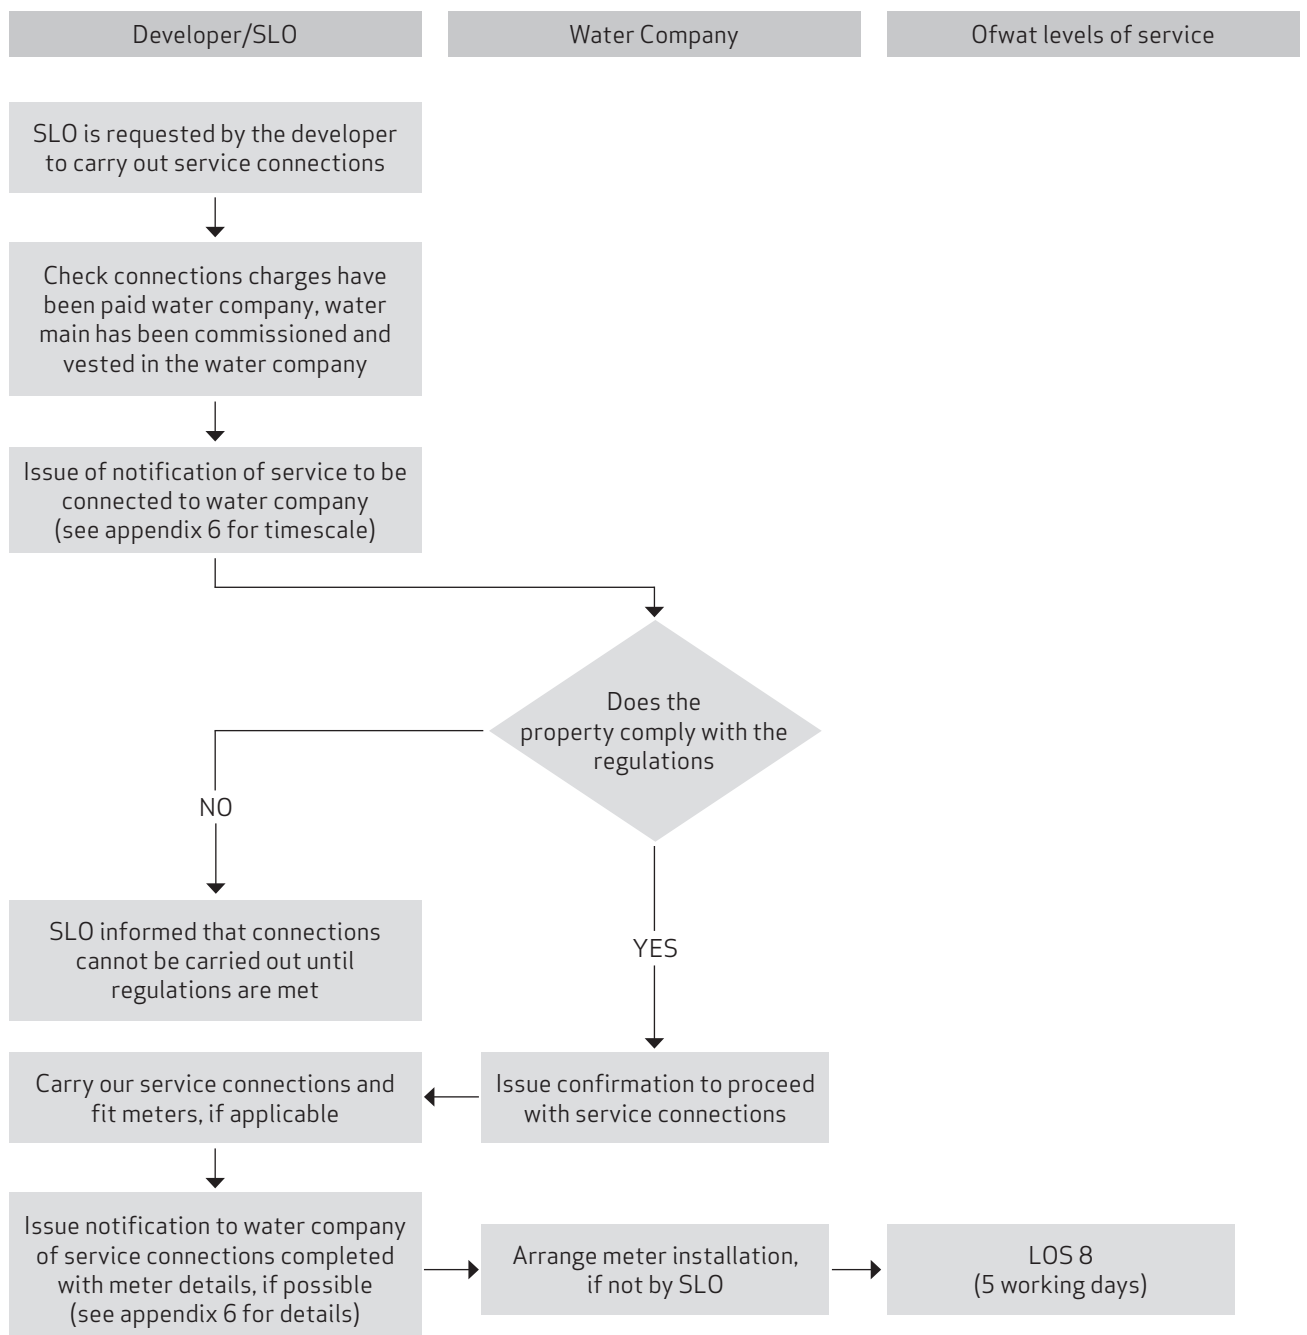 Developer/SLO
Water Company
Ofwat levels of service
SLO is requested by the developer
to carry out service connections
Check connections charges have
been paid water company, water
main has been commissioned and
vested in the water company
Issue of notification of service to be
connected to water company
(see appendix 6 for timescale)
Does the
property comply with the
regulations
NO
SLO informed that connections
cannot be carried out until
regulations are met
YES
Issue confirmation to proceed
with service connections
Carry our service connections and
fit meters, if applicable
Issue notification to water company
of service connections completed
with meter details, if possible
(see appendix 6 for details)
Arrange meter installation,
if not by SLO
LOS 8
(5 working days)